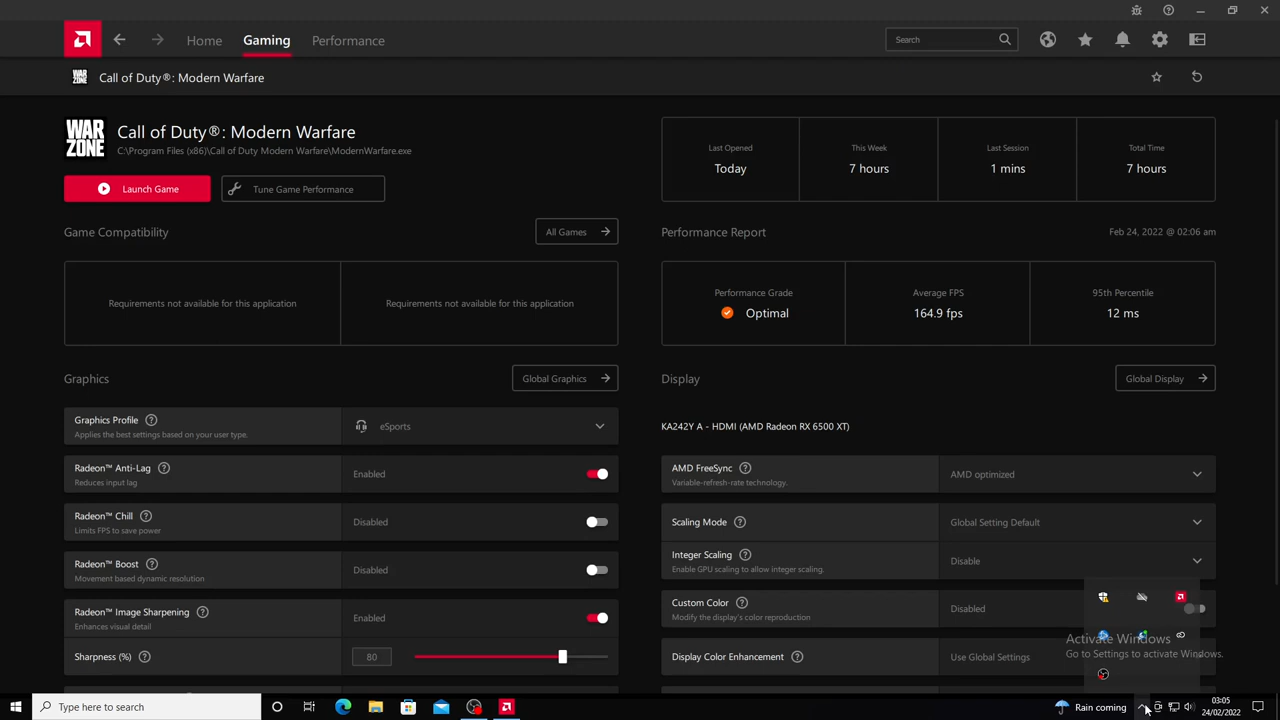 Home
Gaming
Performance
Search
WAR
ZONE
Call of Duty®: Modern Warfare
WAR
ZONE
Call of Duty®: Modern Warfare
C:\Program Files (x86)\Call of Duty Modern Warfare\ModernWarfare.exe
Launch Game
Tune Game Performance
Last Opened
Today
This Week
7 hours
Last Session
1 mins
Total Time
7 hours
Game Compatibility
All Games
Requirements not available for this application
Requirements not available for this application
Performance Report
Feb 24, 2022 @ 02:06 am
Performance Grade
Optimal
Average FPS
164.9 fps
95th Percentile
12 ms
Graphics
Global Graphics
Graphics Profile
Applies the best settings based on your user type.
eSports
Radeon™ Anti-Lag
Reduces input lag
Enabled
Radeon™ Chill
Limits FPS to save power
Disabled
Radeon™ Boost
Movement based dynamic resolution
Disabled
Radeon™ Image Sharpening
Enhances visual detail
Enabled
Sharpness (%)
80
Display
Global Display
KA242Y A - HDMI (AMD Radeon RX 6500 XT)
AMD FreeSync
Variable-refresh-rate technology.
AMD optimized
Scaling Mode
Global Setting Default
Integer Scaling
Enable GPU scaling to allow integer scaling.
Disable
Custom Color
Modify the display's color reproduction
Disabled
Display Color Enhancement
Use Global Settings
Activate Windows
Go to Settings to activate Windows.
Type here to search
Rain coming
03:05
24/02/2022